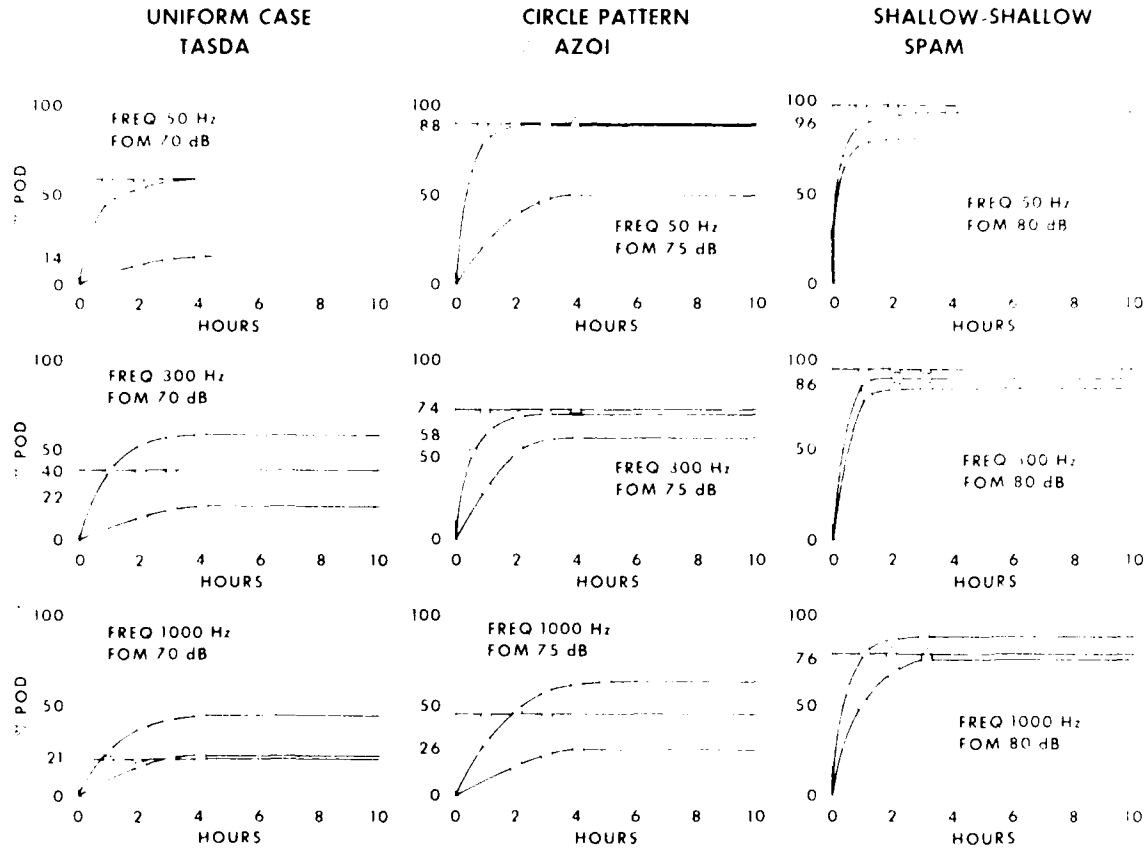 UNIFORM CASE
TASDA
CIRCLE PATTERN
AZOI
SHALLOW-SHALLOW
SPAM
100
50
14
0
POD
FREQ 50 Hz
FOM 70 dB
0 2 4 6 8 10
HOURS
100
88
50
0
FREQ 50 Hz
FOM 75 dB
0 2 4 6 8 10
HOURS
100
96
50
0
FREQ 50 Hz
FOM 80 dB
0 2 4 6 8 10
HOURS
100
50
40
22
0
FREQ 300 Hz
FOM 70 dB
0 2 4 6 8 10
HOURS
100
74
58
50
0
FREQ 300 Hz
FOM 75 dB
0 2 4 6 8 10
HOURS
100
86
50
0
FREQ 300 Hz
FOM 80 dB
0 2 4 6 8 10
HOURS
100
50
21
0
POD
FREQ 1000 Hz
FOM 70 dB
0 2 4 6 8 10
HOURS
100
50
26
0
FREQ 1000 Hz
FOM 75 dB
0 2 4 6 8 10
HOURS
100
76
50
0
FREQ 1000 Hz
FOM 80 dB
0 2 4 6 8 10
HOURS